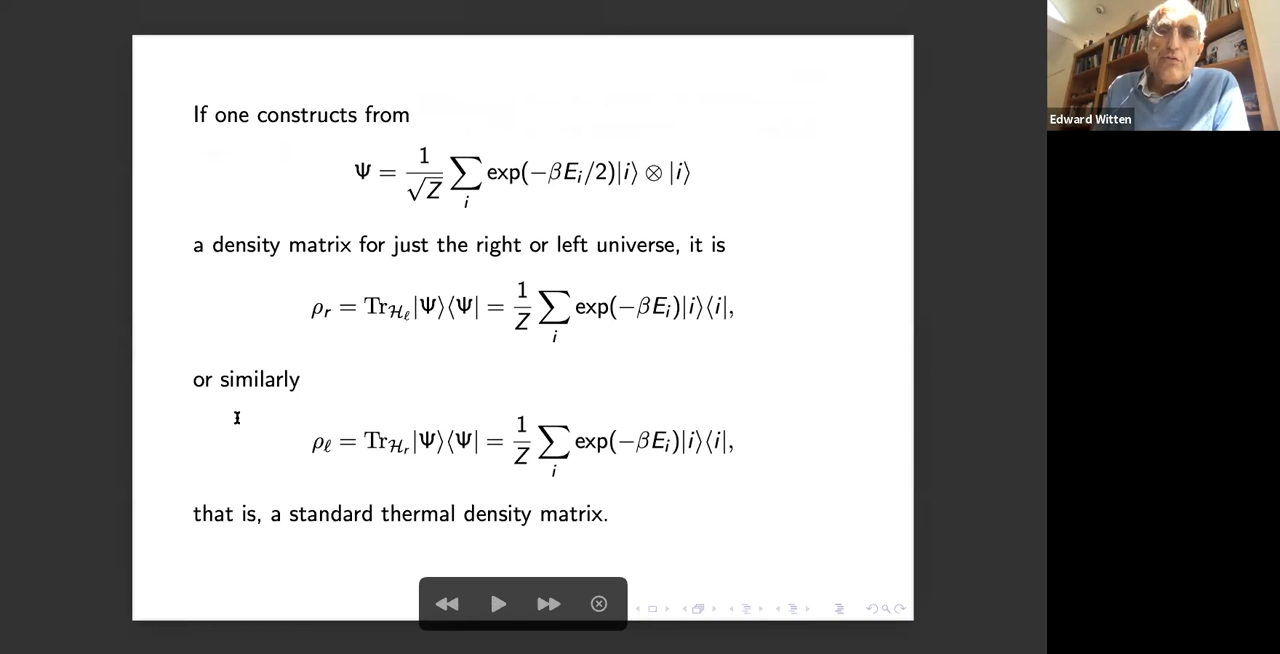 If one constructs from
Ψ = 1/√Z ∑_i exp(−βE_i/2)|i⟩ ⊗ |i⟩
a density matrix for just the right or left universe, it is
ρ_r = Tr_{ℋ_ℓ}|Ψ⟩⟨Ψ| = 1/Z ∑_i exp(−βE_i)|i⟩⟨i|,
or similarly
ρ_ℓ = Tr_{ℋ_r}|Ψ⟩⟨Ψ| = 1/Z ∑_i exp(−βE_i)|i⟩⟨i|,
that is, a standard thermal density matrix.
Edward Witten